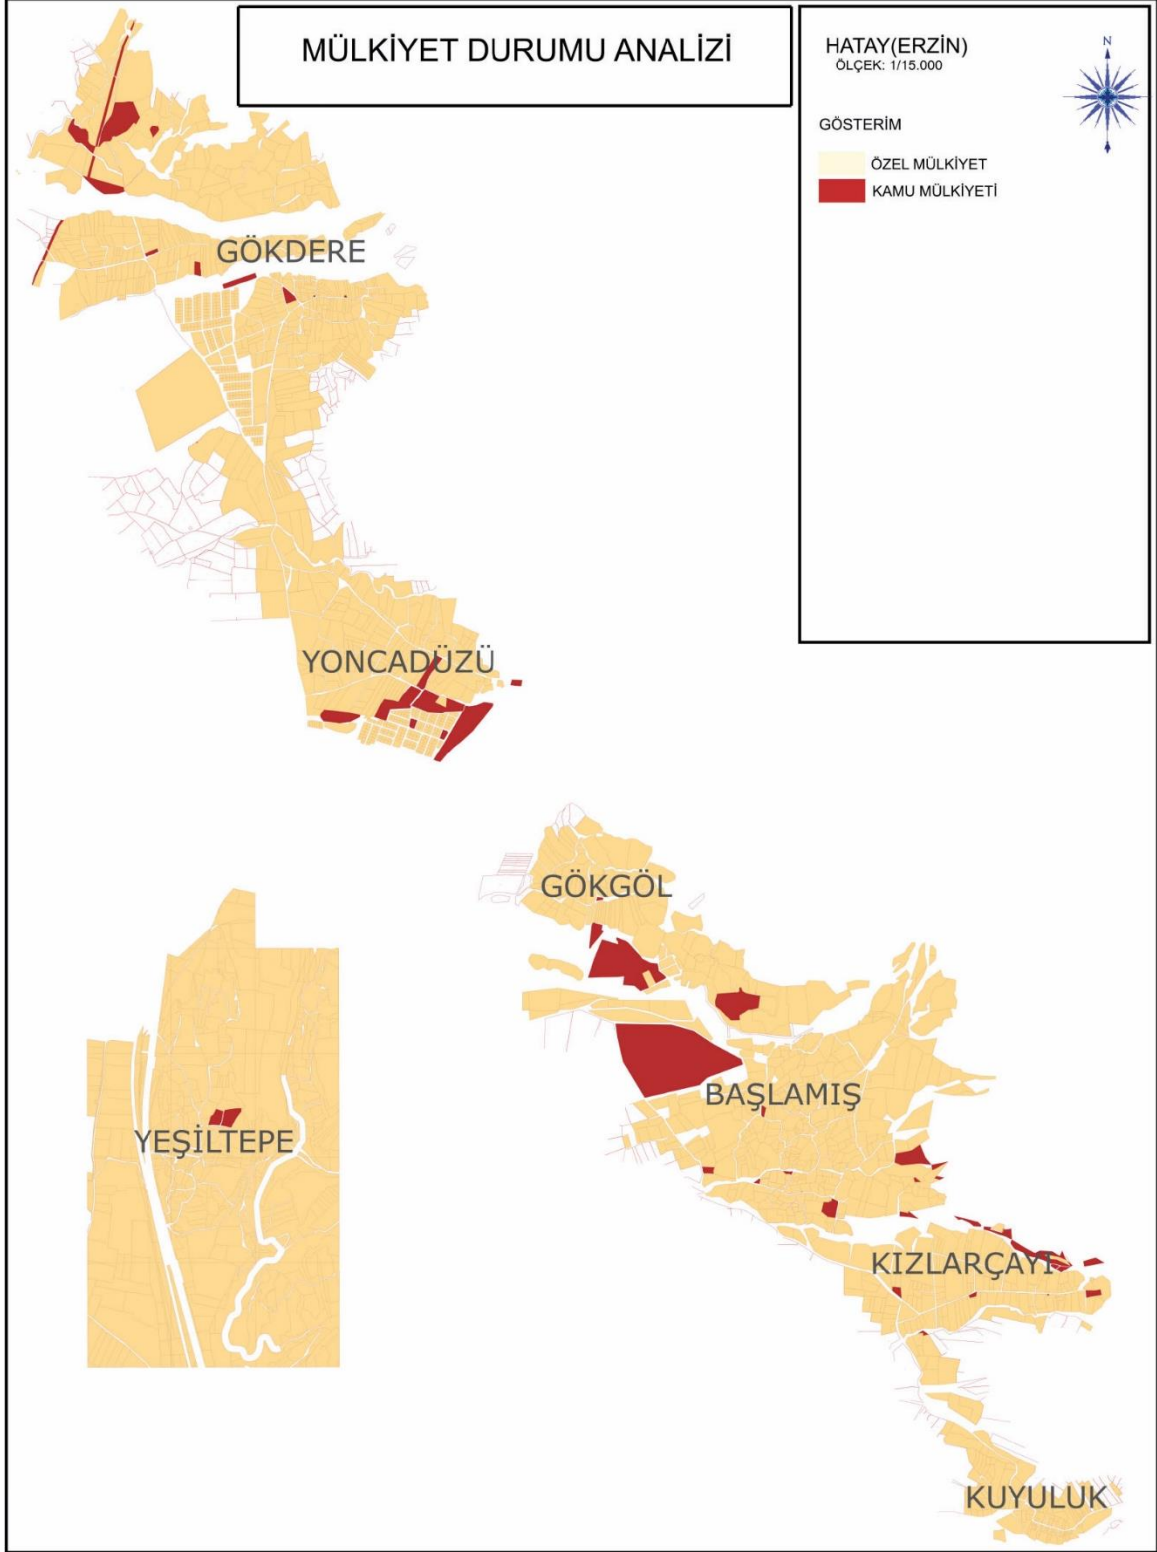 MÜLKİYET DURUMU ANALİZİ
HATAY(ERZİN)
ÖLÇEK: 1/15.000
N
GÖSTERİM
ÖZEL MÜLKİYET
KAMU MÜLKİYETİ
GÖKDERE
YONCADÜZÜ
GÖKGÖL
BAŞLAMIŞ
YEŞİLTEPE
KIZLARÇAYI
KUYULUK